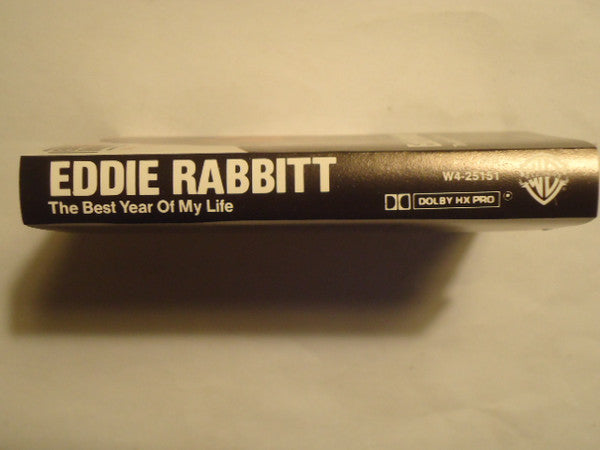 EDDIE RABBITT
The Best Year Of My Life
W4-25151
DOLBY HX PRO